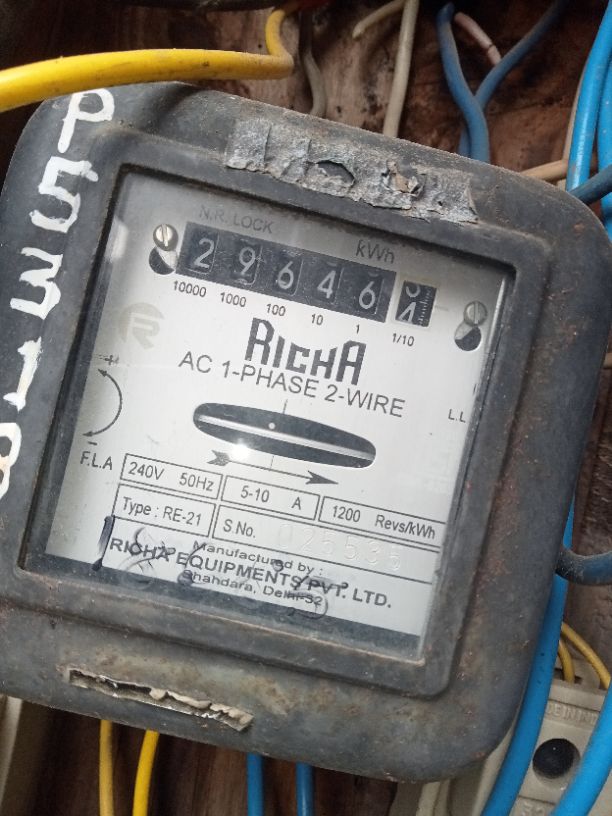 P5318
N.R. LOCK
kWh
2 9 6 4 6
10000 1000 100 10 1 1/10
RICHA
AC 1-PHASE 2-WIRE
L.L
+
-
F.L.A
240V 50Hz 5-10 A 1200 Revs/kWh
Type : RE-21 S.No. 025535
Manufactured by :
RICHA EQUIPMENTS PVT. LTD.
Shahdara, Delhi-32